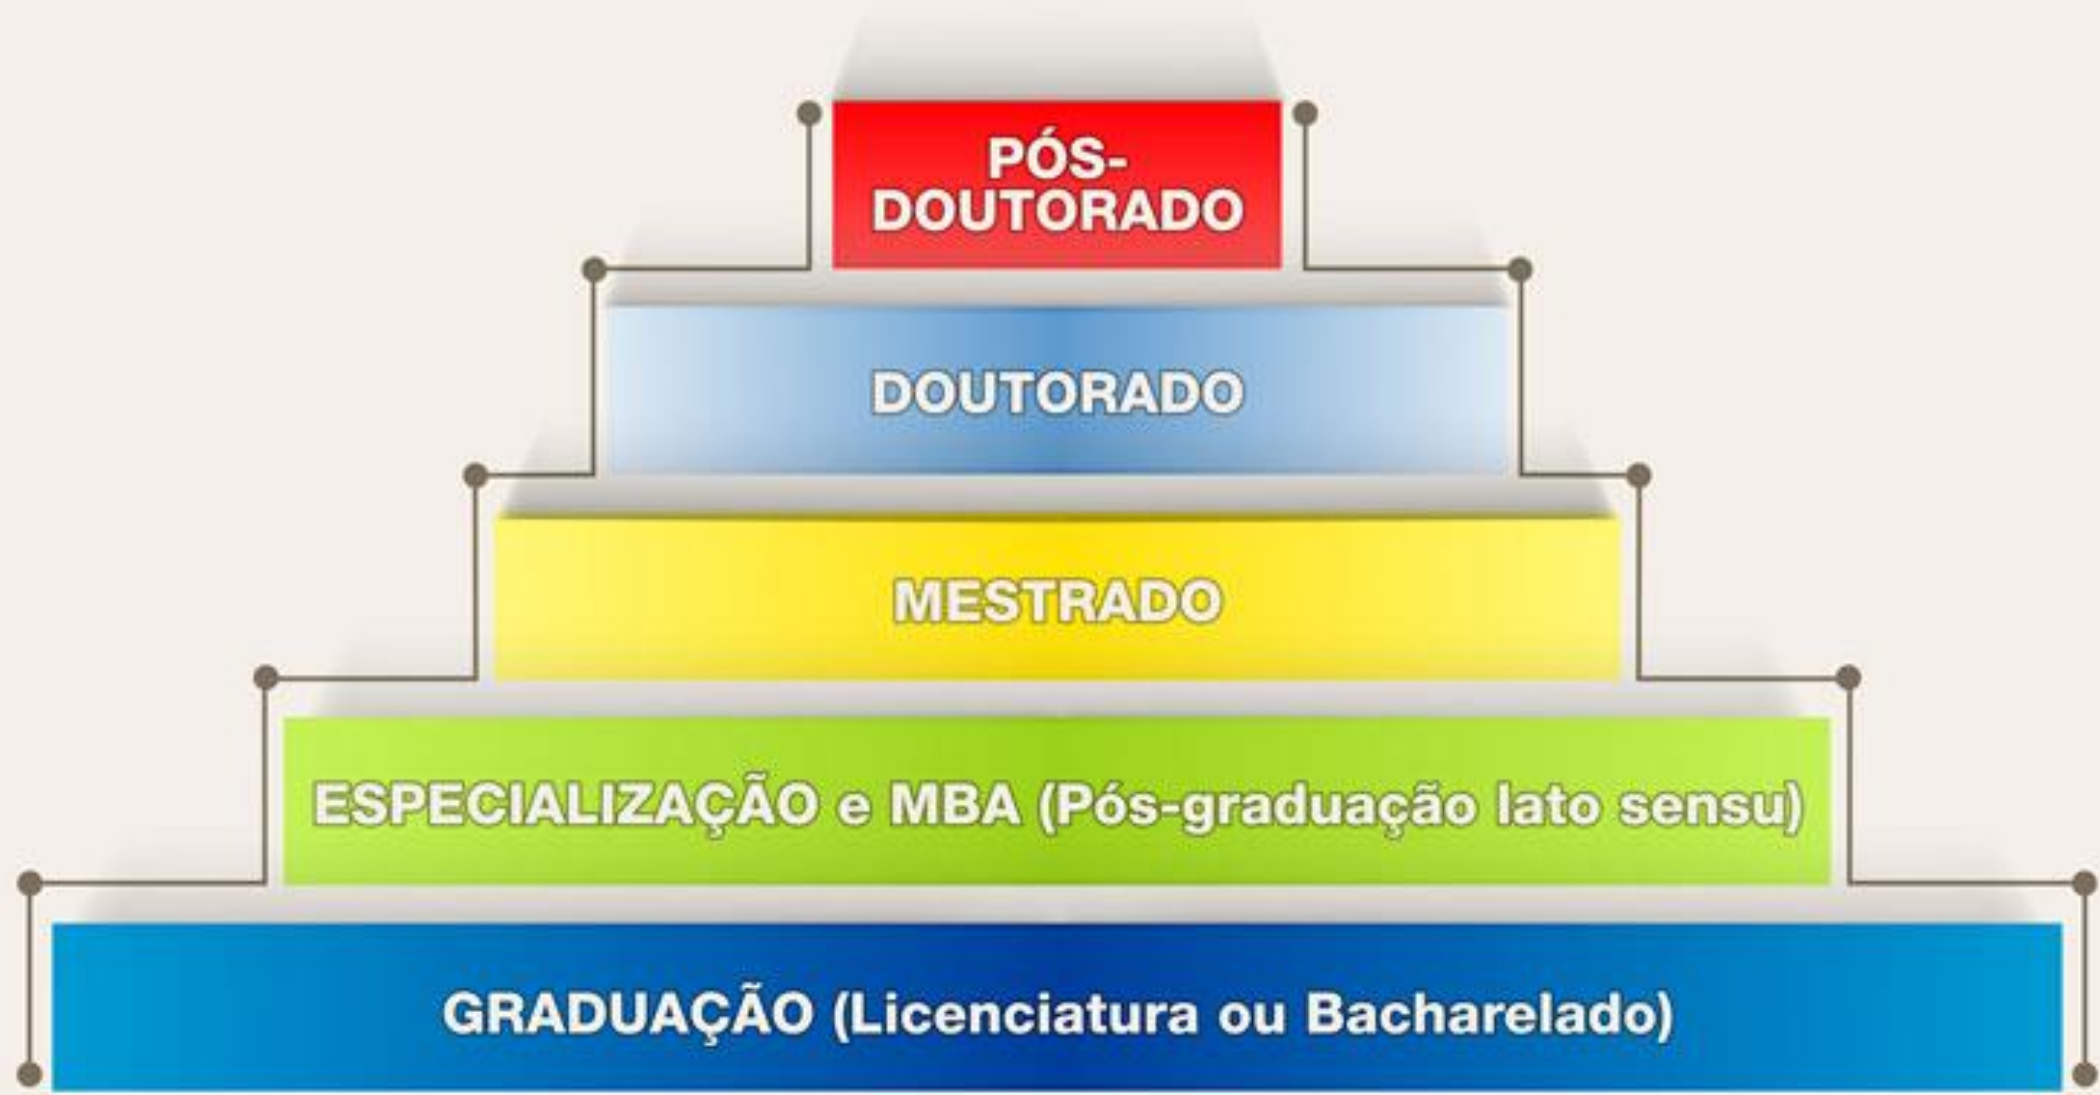 PÓS-
DOUTORADO
DOUTORADO
MESTRADO
ESPECIALIZAÇÃO e MBA (Pós-graduação lato sensu)
GRADUAÇÃO (Licenciatura ou Bacharelado)